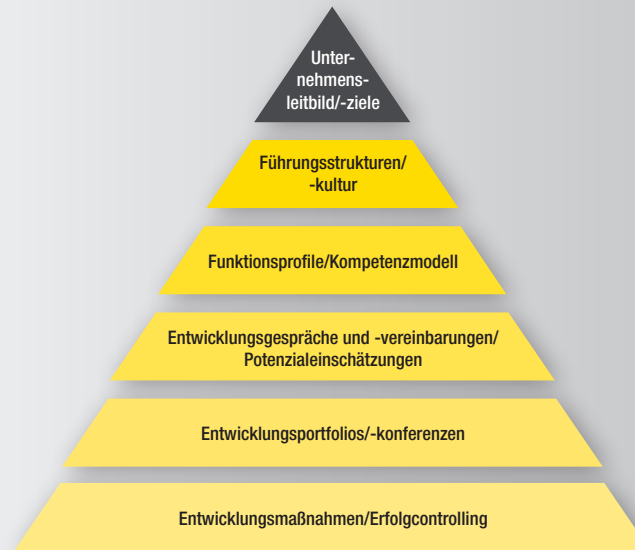 Unter-
nehmens-
leitbild/-ziele
Führungsstrukturen/
-kultur
Funktionsprofile/Kompetenzmodell
Entwicklungsgespräche und -vereinbarungen/
Potenzialeinschätzungen
Entwicklungsportfolios/-konferenzen
Entwicklungsmaßnahmen/Erfolgcontrolling